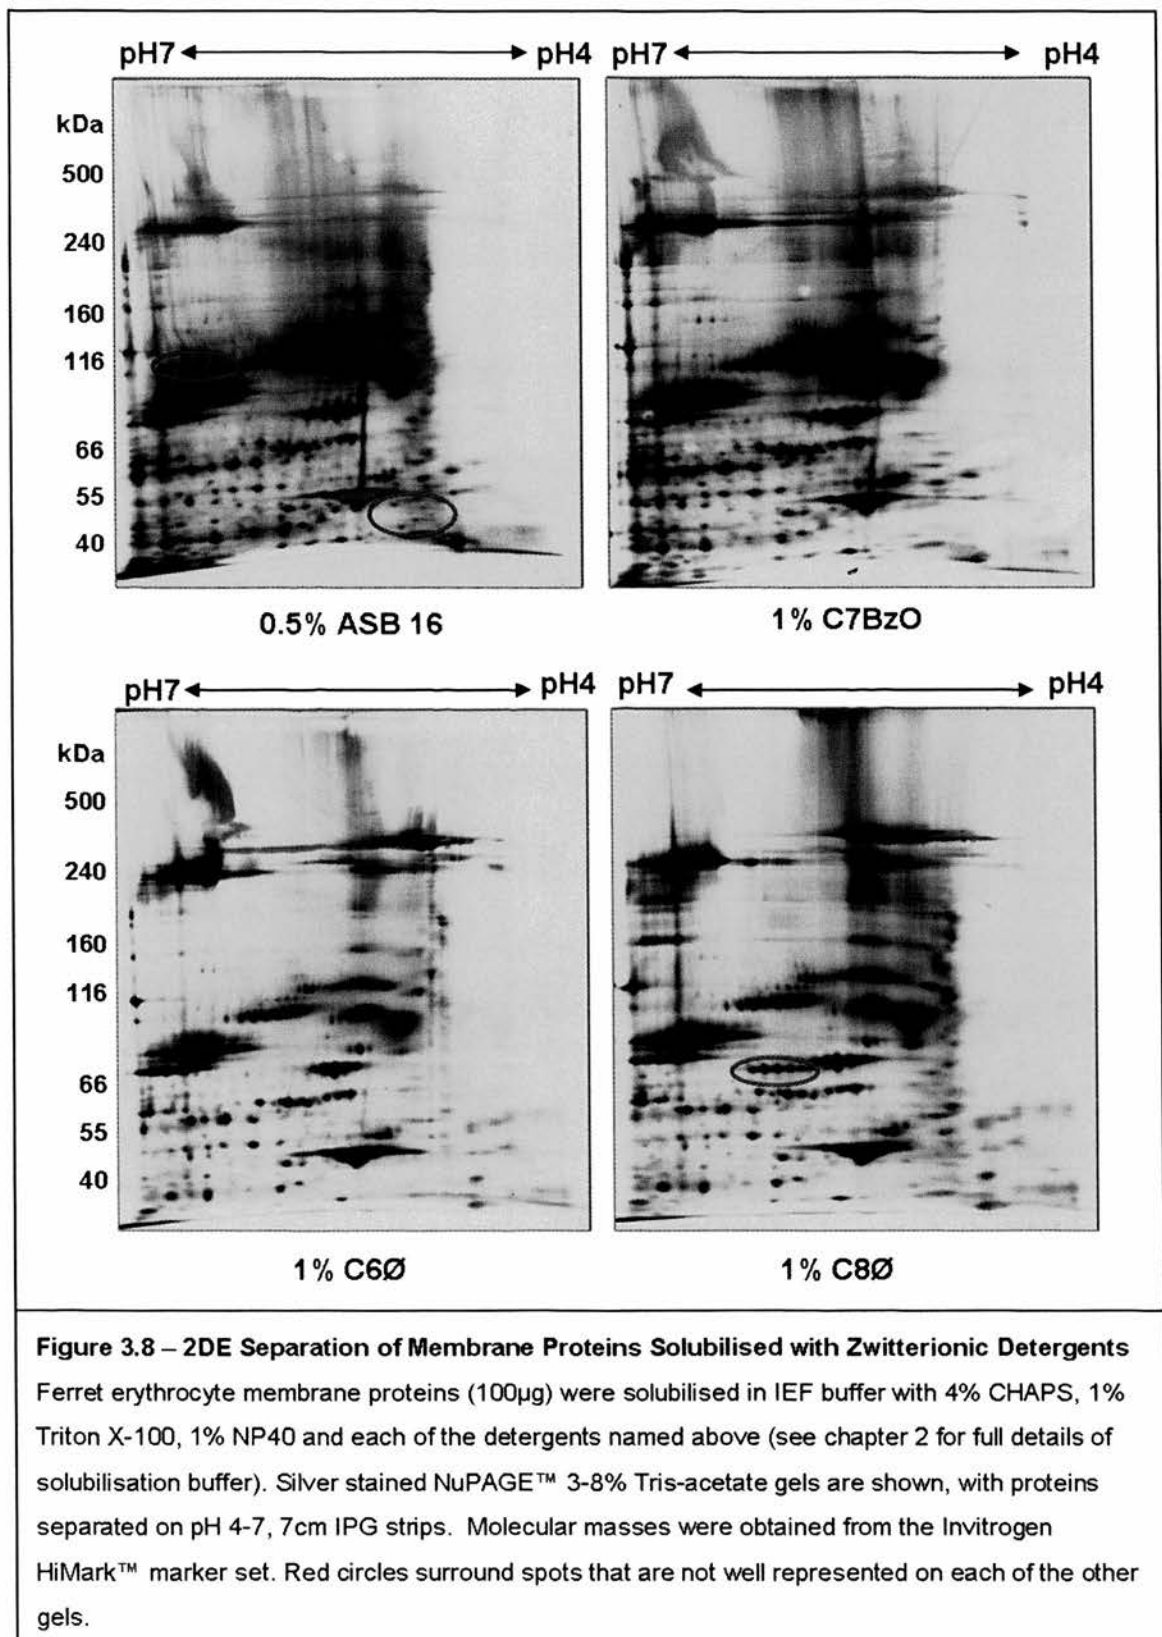 pH7 pH4 pH7 pH4
kDa
500
240
160
116
66
55
40
0.5% ASB 16 1% C7BzO
pH7 pH4 pH7 pH4
kDa
500
240
160
116
66
55
40
1% C6Ø 1% C8Ø
Figure 3.8 – 2DE Separation of Membrane Proteins Solubilised with Zwitterionic Detergents
Ferret erythrocyte membrane proteins (100µg) were solubilised in IEF buffer with 4% CHAPS, 1%
Triton X-100, 1% NP40 and each of the detergents named above (see chapter 2 for full details of
solubilisation buffer). Silver stained NuPAGE™ 3-8% Tris-acetate gels are shown, with proteins
separated on pH 4-7, 7cm IPG strips. Molecular masses were obtained from the Invitrogen
HiMark™ marker set. Red circles surround spots that are not well represented on each of the other
gels.